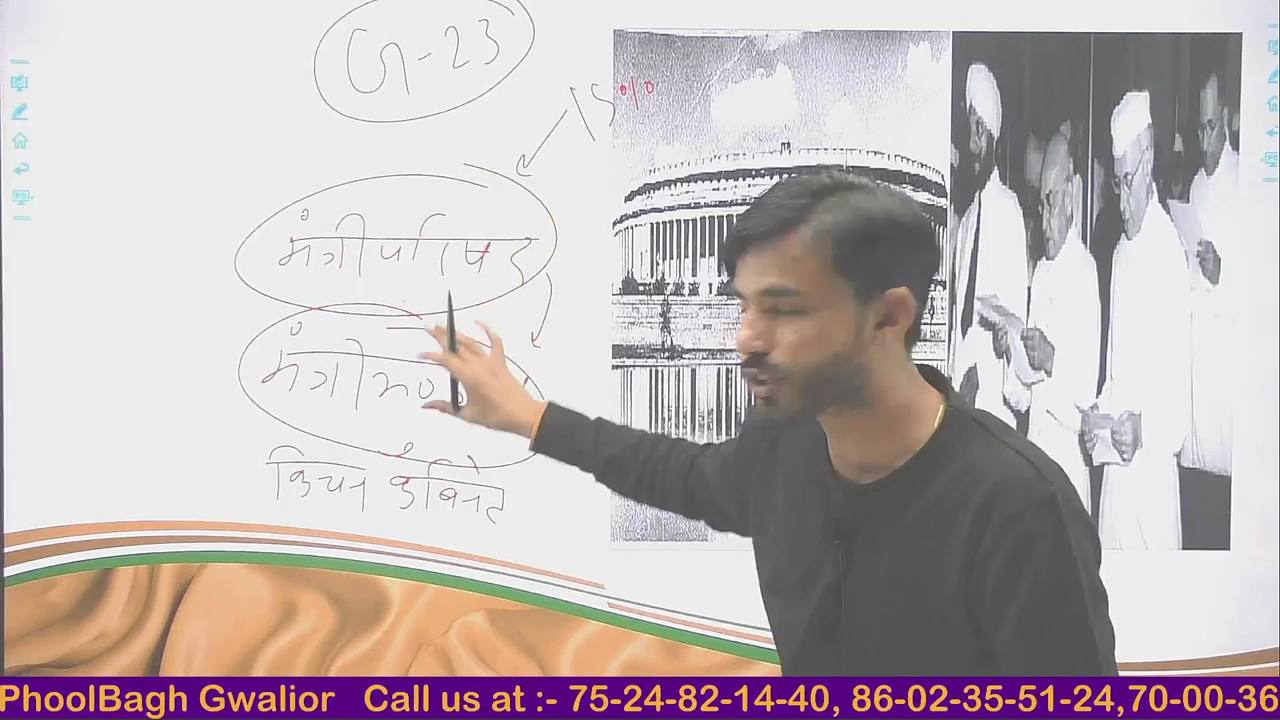 G-23
15%
मंत्रीपरिषद
मंत्रीमण
किचन कैबिनेट
PhoolBagh Gwalior Call us at :- 75-24-82-14-40, 86-02-35-51-24,70-00-36